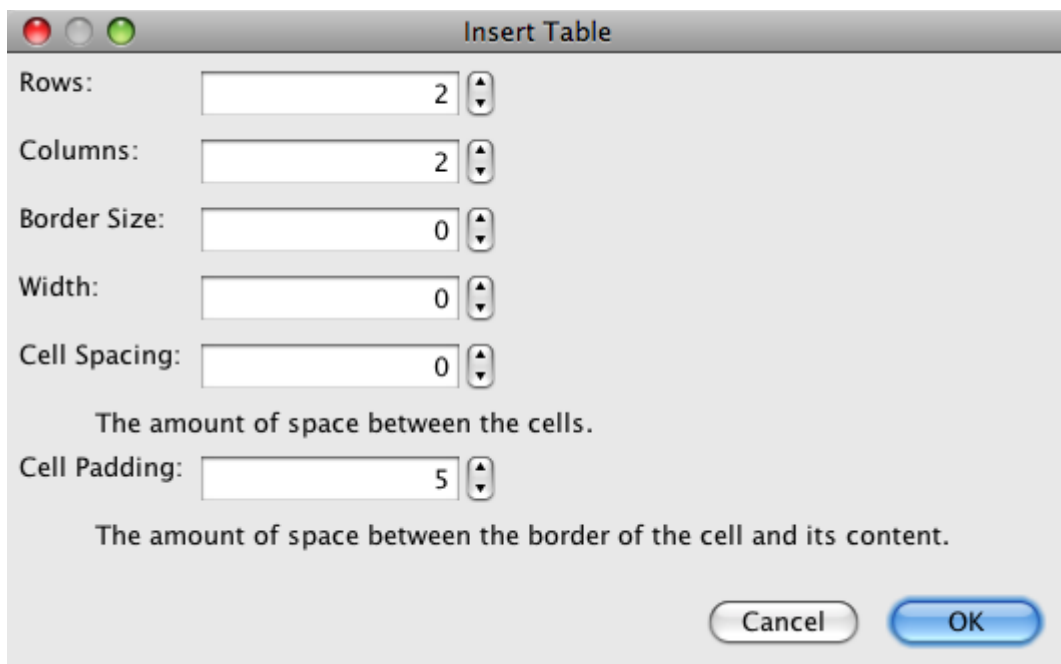 Insert Table
Rows: 2
Columns: 2
Border Size: 0
Width: 0
Cell Spacing: 0
The amount of space between the cells.
Cell Padding: 5
The amount of space between the border of the cell and its content.
Cancel OK